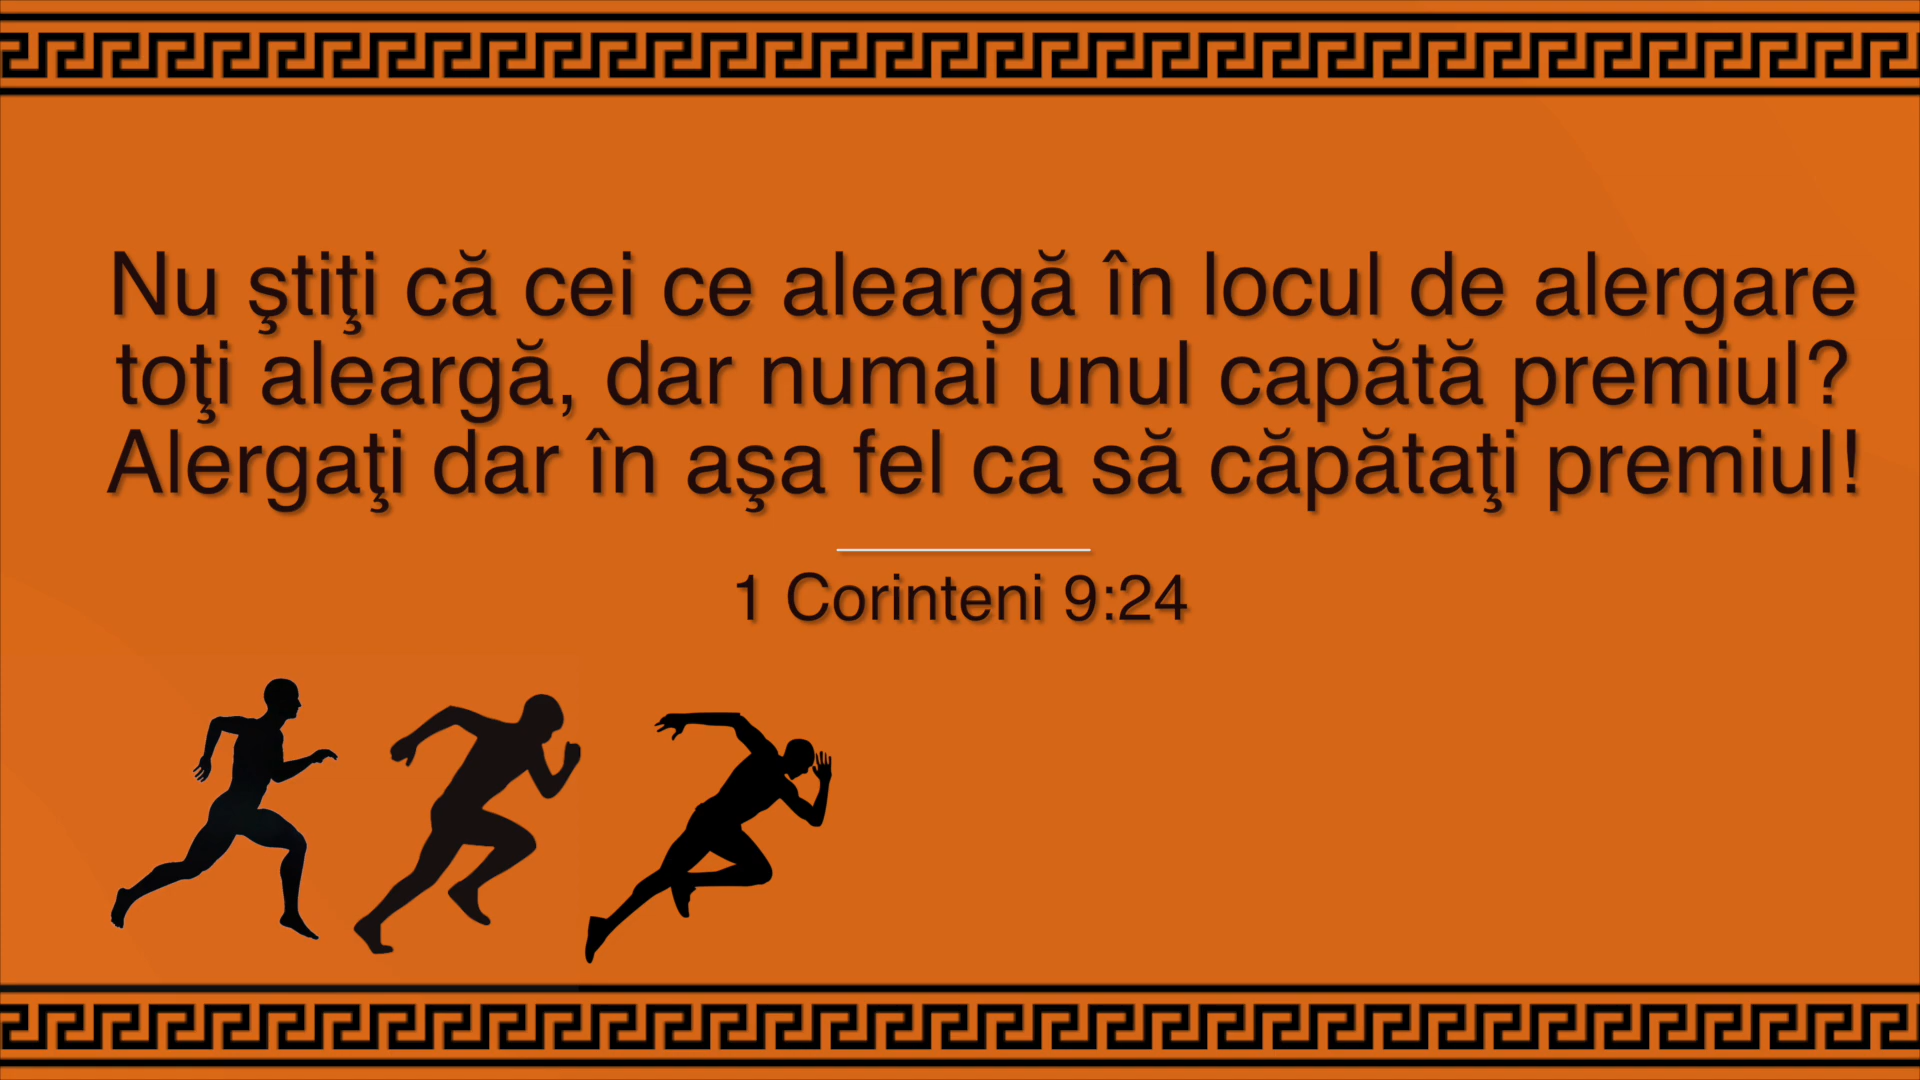 Nu ştiţi că cei ce aleargă în locul de alergare
toţi aleargă, dar numai unul capătă premiul?
Alergaţi dar în aşa fel ca să căpătaţi premiul!
1 Corinteni 9:24